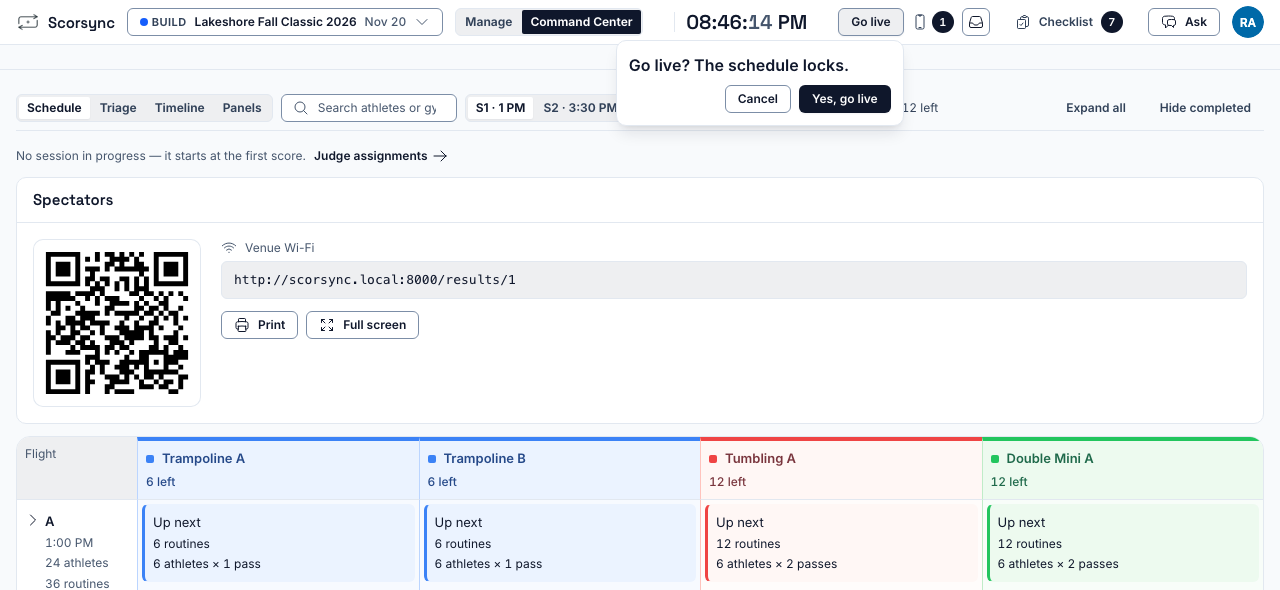 Scorsync
BUILD Lakeshore Fall Classic 2026 Nov 20
Manage Command Center
08:46:14 PM
Go live
1
Checklist 7
Ask
RA
Go live? The schedule locks.
Cancel Yes, go live
Schedule Triage Timeline Panels
Search athletes or gy
S1 · 1 PM S2 · 3:30 PM
12 left
Expand all
Hide completed
No session in progress — it starts at the first score. Judge assignments
Spectators
Venue Wi-Fi
http://scorsync.local:8000/results/1
Print Full screen
Flight
Trampoline A
6 left
Trampoline B
6 left
Tumbling A
12 left
Double Mini A
12 left
A
1:00 PM
24 athletes
36 routines
Up next
6 routines
6 athletes × 1 pass
Up next
6 routines
6 athletes × 1 pass
Up next
12 routines
6 athletes × 2 passes
Up next
12 routines
6 athletes × 2 passes